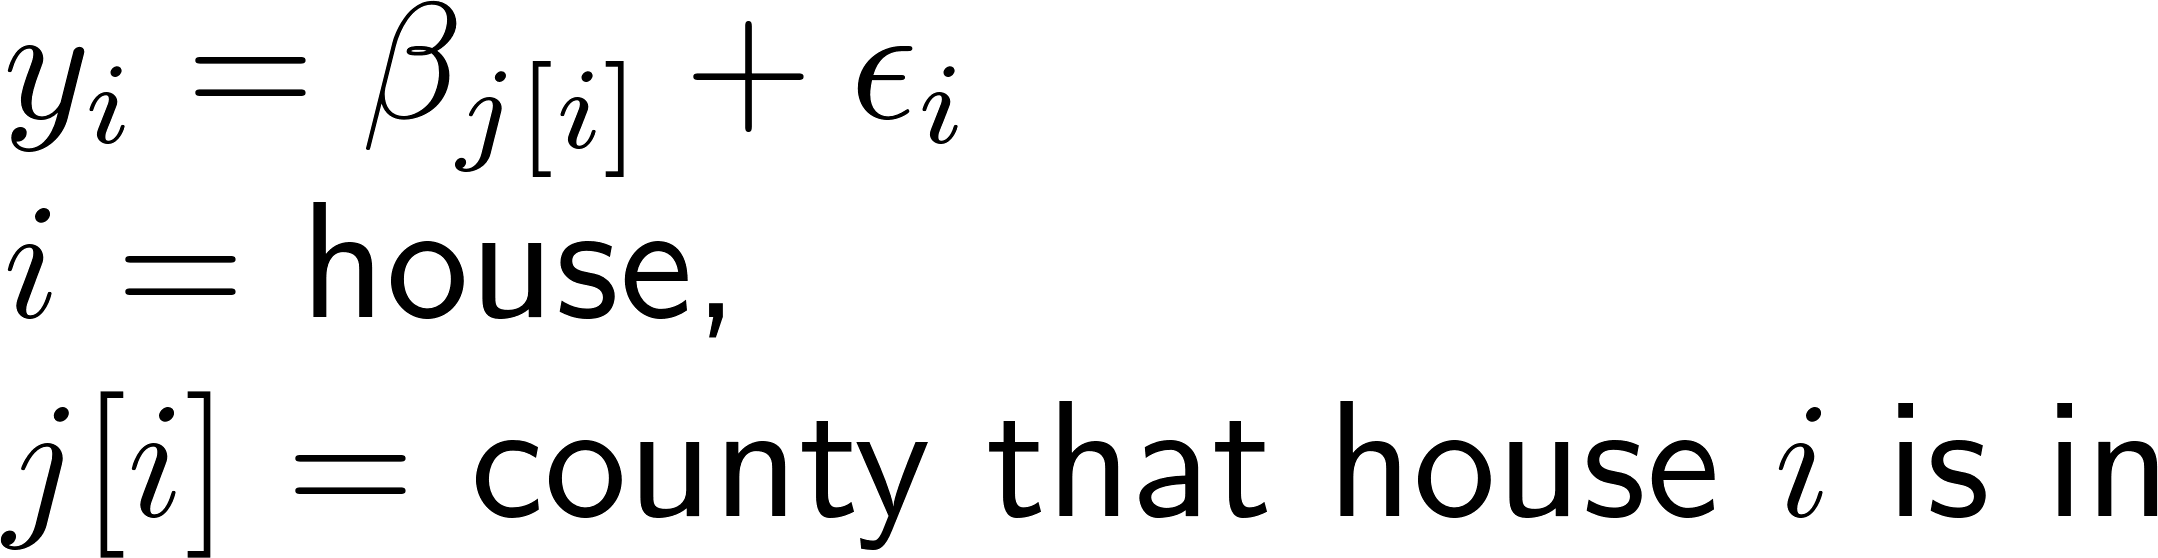 y_i = β_{j[i]} + ϵ_i
i = house,
j[i] = county that house i is in